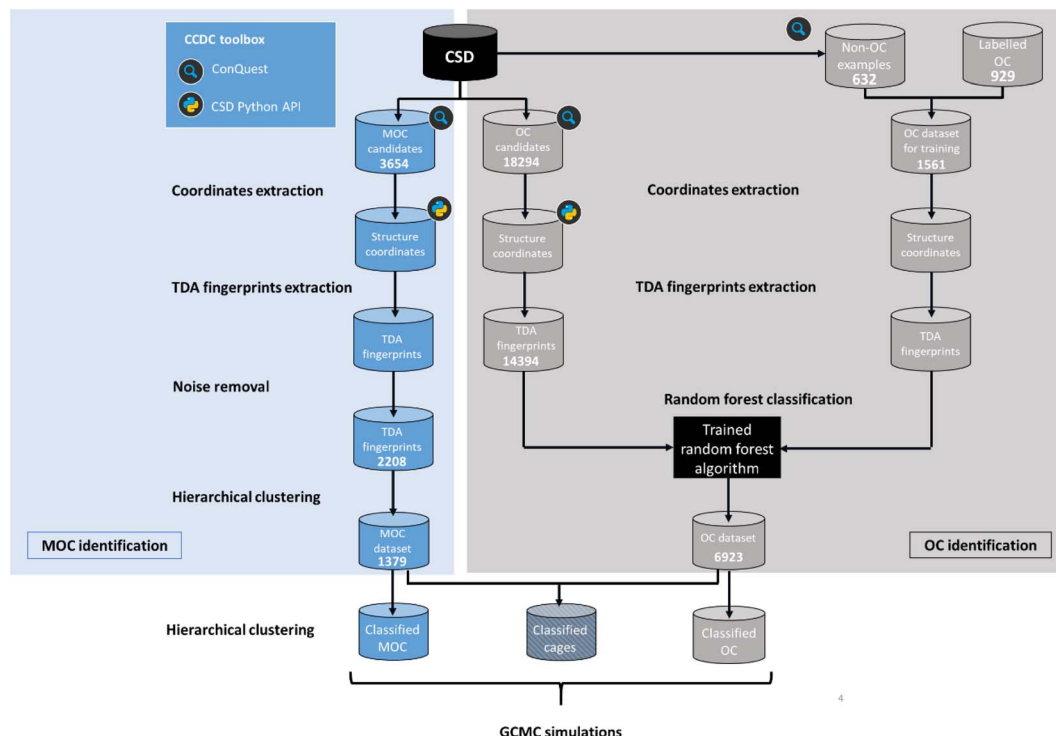 CCDC toolbox
ConQuest
CSD Python API
CSD
Non-OC
examples
632
Labelled
OC
929
MOC
candidates
3654
OC
candidates
18294
OC dataset
for training
1561
Coordinates extraction
Coordinates extraction
Structure
coordinates
Structure
coordinates
Structure
coordinates
TDA fingerprints extraction
TDA fingerprints extraction
TDA
fingerprints
TDA
fingerprints
14394
TDA
fingerprints
Noise removal
Random forest classification
TDA
fingerprints
2208
Trained
random forest
algorithm
Hierarchical clustering
MOC identification
MOC
dataset
1379
OC dataset
6923
OC identification
Hierarchical clustering
Classified
MOC
Classified
cages
Classified
OC
4
GCMC simulations